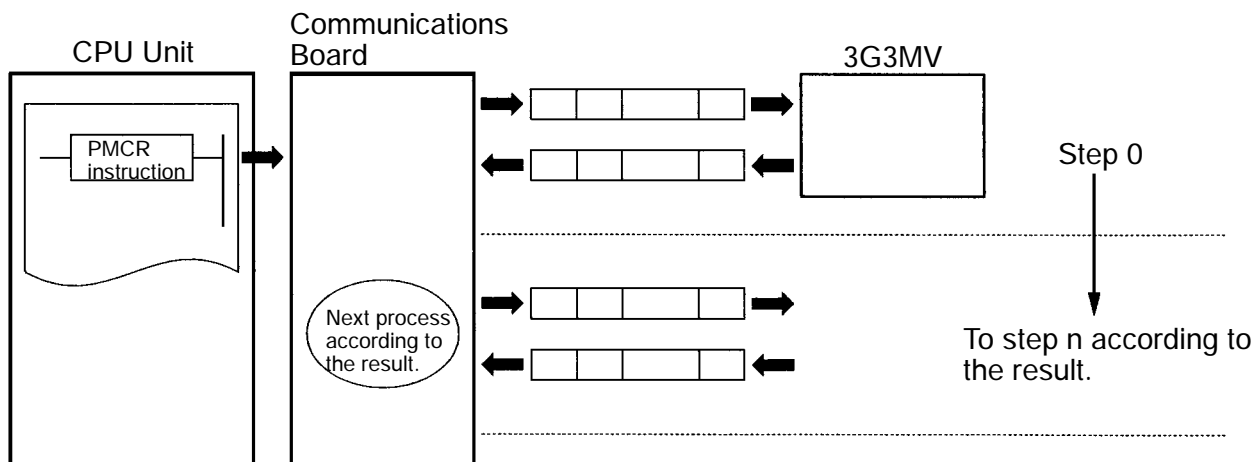 Communications
Board
CPU Unit
3G3MV
PMCR
instruction
Step 0
Next process
according to
the result.
To step n according to
the result.